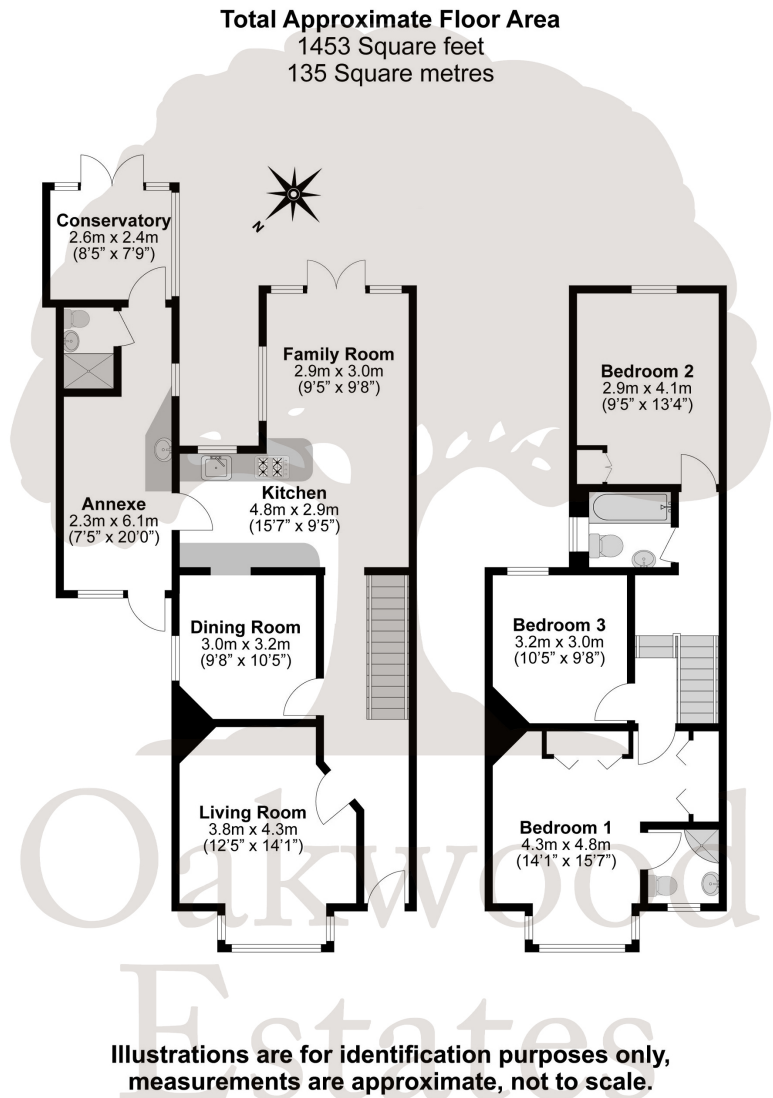 Total Approximate Floor Area
1453 Square feet
135 Square metres
N
Conservatory
2.6m x 2.4m
(8'5" x 7'9")
Family Room
2.9m x 3.0m
(9'5" x 9'8")
Kitchen
4.8m x 2.9m
(15'7" x 9'5")
Annexe
2.3m x 6.1m
(7'5" x 20'0")
Dining Room
3.0m x 3.2m
(9'8" x 10'5")
Living Room
3.8m x 4.3m
(12'5" x 14'1")
Bedroom 2
2.9m x 4.1m
(9'5" x 13'4")
Bedroom 3
3.2m x 3.0m
(10'5" x 9'8")
Bedroom 1
4.3m x 4.8m
(14'1" x 15'7")
Oakwood
Estates
Illustrations are for identification purposes only,
measurements are approximate, not to scale.